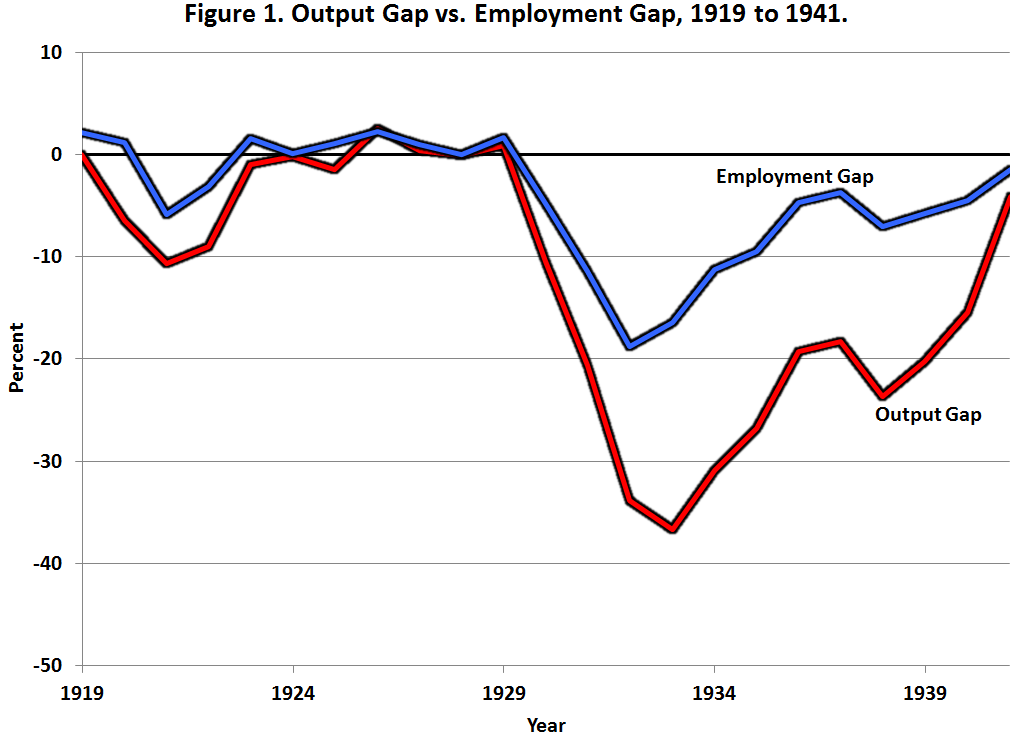 Figure 1. Output Gap vs. Employment Gap, 1919 to 1941.
10
0
-10
-20
-30
-40
-50
Percent
Employment Gap
Output Gap
1919 1924 1929 1934 1939
Year